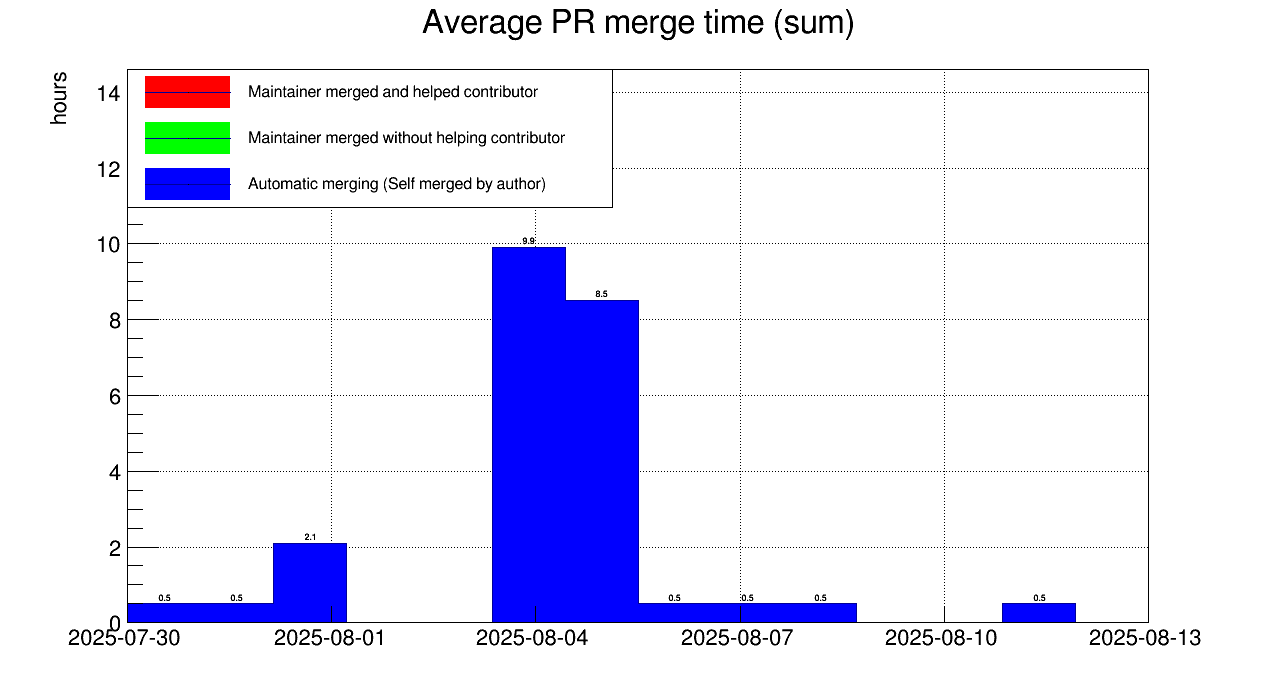 Average PR merge time (sum)
hours
14
12
10
8
6
4
2
0
Maintainer merged and helped contributor
Maintainer merged without helping contributor
Automatic merging (Self merged by author)
0.5 0.5 2.1 9.9 8.5 0.5 0.5 0.5 0.5
2025-07-30 2025-08-01 2025-08-04 2025-08-07 2025-08-10 2025-08-13